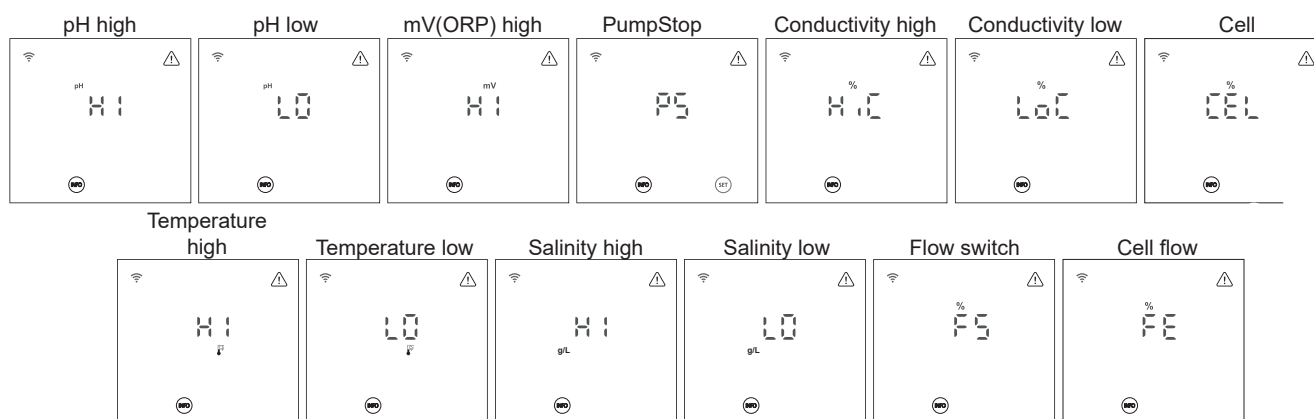 pH high pH low mV(ORP) high PumpStop Conductivity high Conductivity low Cell
pH pH mV % % %
HI LO HI PS HiC LoC CEL
INFO INFO INFO INFO SET INFO INFO INFO
Temperature
high Temperature low Salinity high Salinity low Flow switch Cell flow
% %
HI LO HI LO FS FE
g/L g/L
INFO INFO INFO INFO INFO INFO